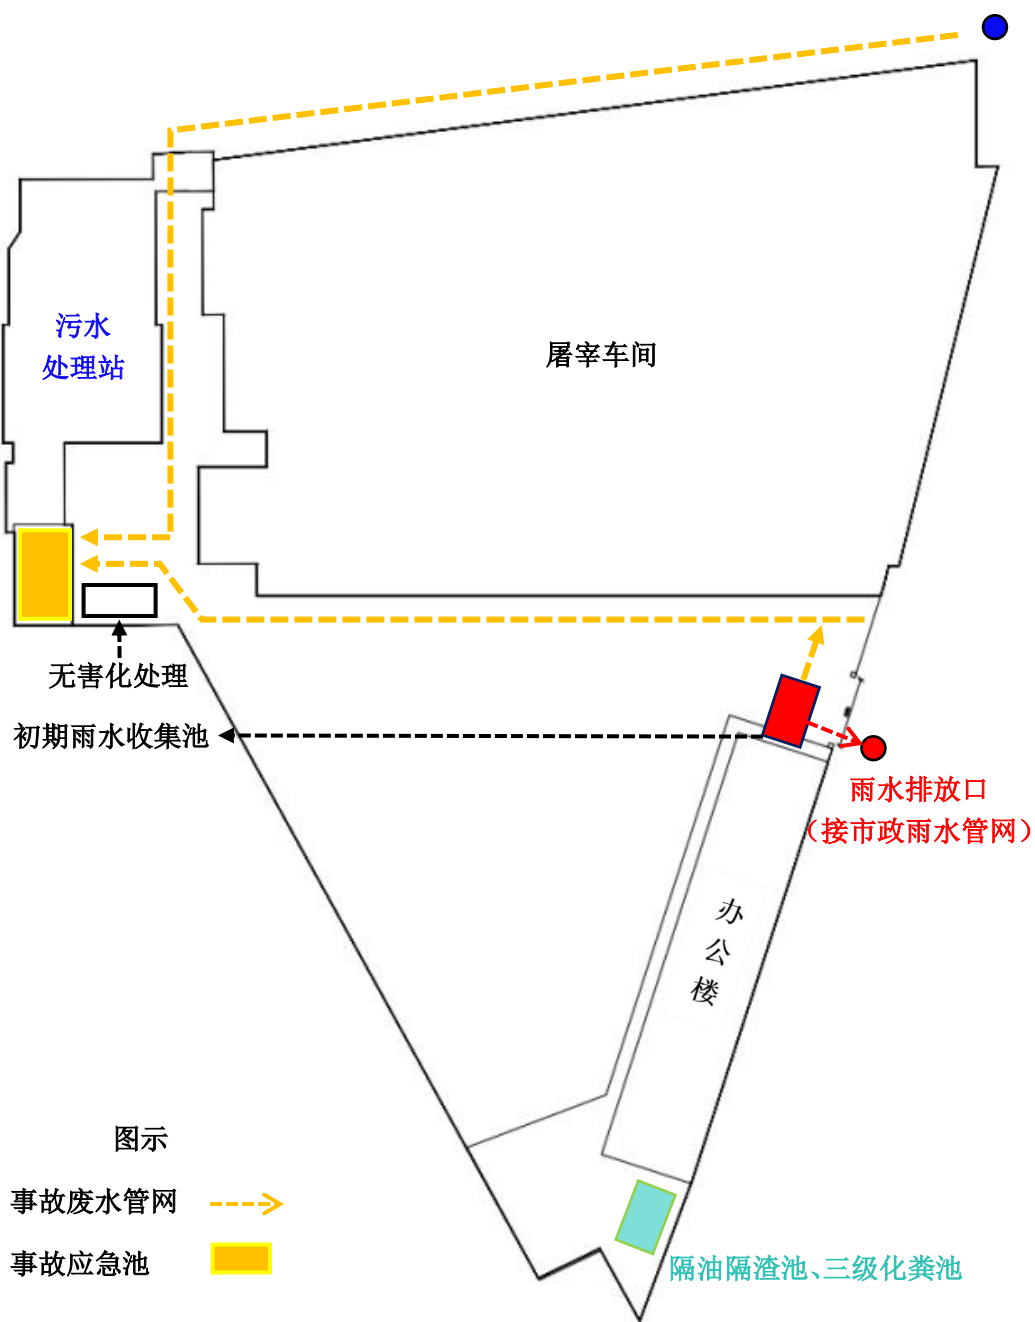 污水
处理站
屠宰车间
无害化处理
初期雨水收集池
雨水排放口
（接市政雨水管网）
办
公
楼
图示
事故废水管网
事故应急池
隔油隔渣池、三级化粪池